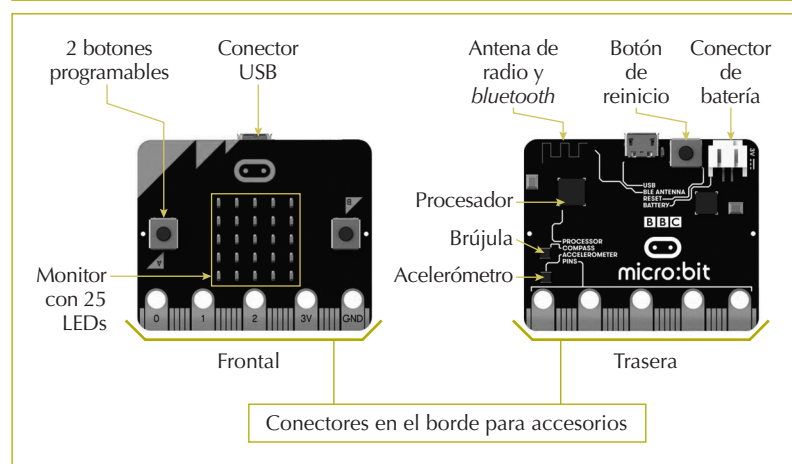 2 botones
programables
Conector
USB
Antena de
radio y
bluetooth
Botón
de
reinicio
Conector
de
batería
B
A
Monitor
con 25
LEDs
0 1 2 3V GND
Frontal
3V
USB
BLE ANTENNA
RESET
BATTERY
Procesador
BBC
Brújula
PROCESSOR
COMPASS
ACCELEROMETER
PINS
Acelerómetro
micro:bit
Trasera
Conectores en el borde para accesorios